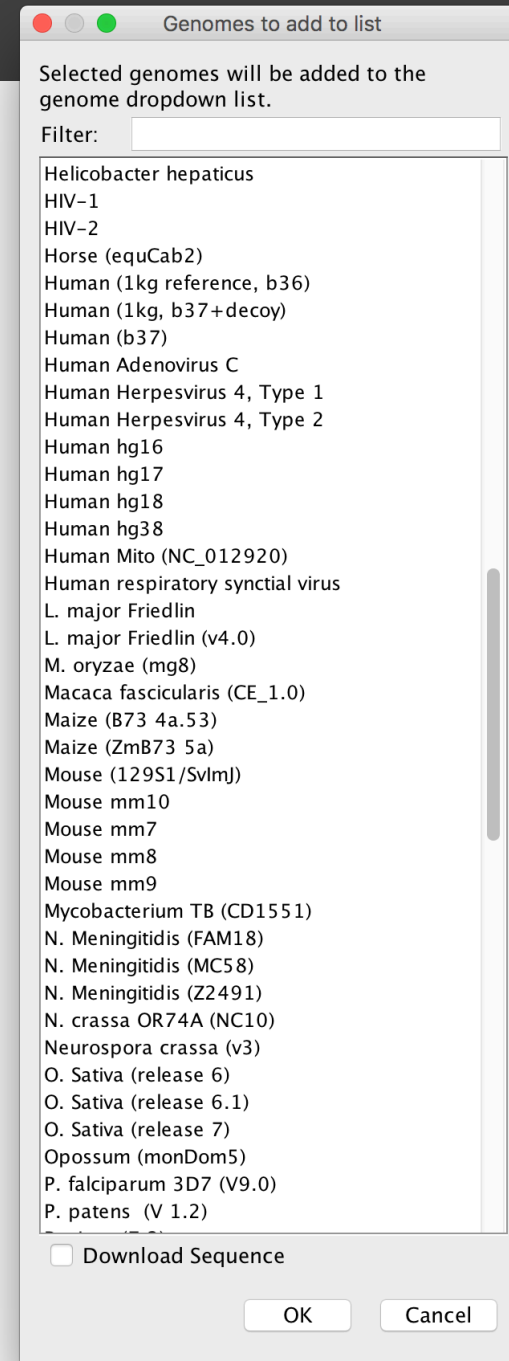 Genomes to add to list
Selected genomes will be added to the
genome dropdown list.
Filter:
Helicobacter hepaticus
HIV-1
HIV-2
Horse (equCab2)
Human (1kg reference, b36)
Human (1kg, b37+decoy)
Human (b37)
Human Adenovirus C
Human Herpesvirus 4, Type 1
Human Herpesvirus 4, Type 2
Human hg16
Human hg17
Human hg18
Human hg38
Human Mito (NC_012920)
Human respiratory synctial virus
L. major Friedlin
L. major Friedlin (v4.0)
M. oryzae (mg8)
Macaca fascicularis (CE_1.0)
Maize (B73 4a.53)
Maize (ZmB73 5a)
Mouse (129S1/SvImJ)
Mouse mm10
Mouse mm7
Mouse mm8
Mouse mm9
Mycobacterium TB (CD1551)
N. Meningitidis (FAM18)
N. Meningitidis (MC58)
N. Meningitidis (Z2491)
N. crassa OR74A (NC10)
Neurospora crassa (v3)
O. Sativa (release 6)
O. Sativa (release 6.1)
O. Sativa (release 7)
Opossum (monDom5)
P. falciparum 3D7 (V9.0)
P. patens  (V 1.2)
Download Sequence
OK
Cancel